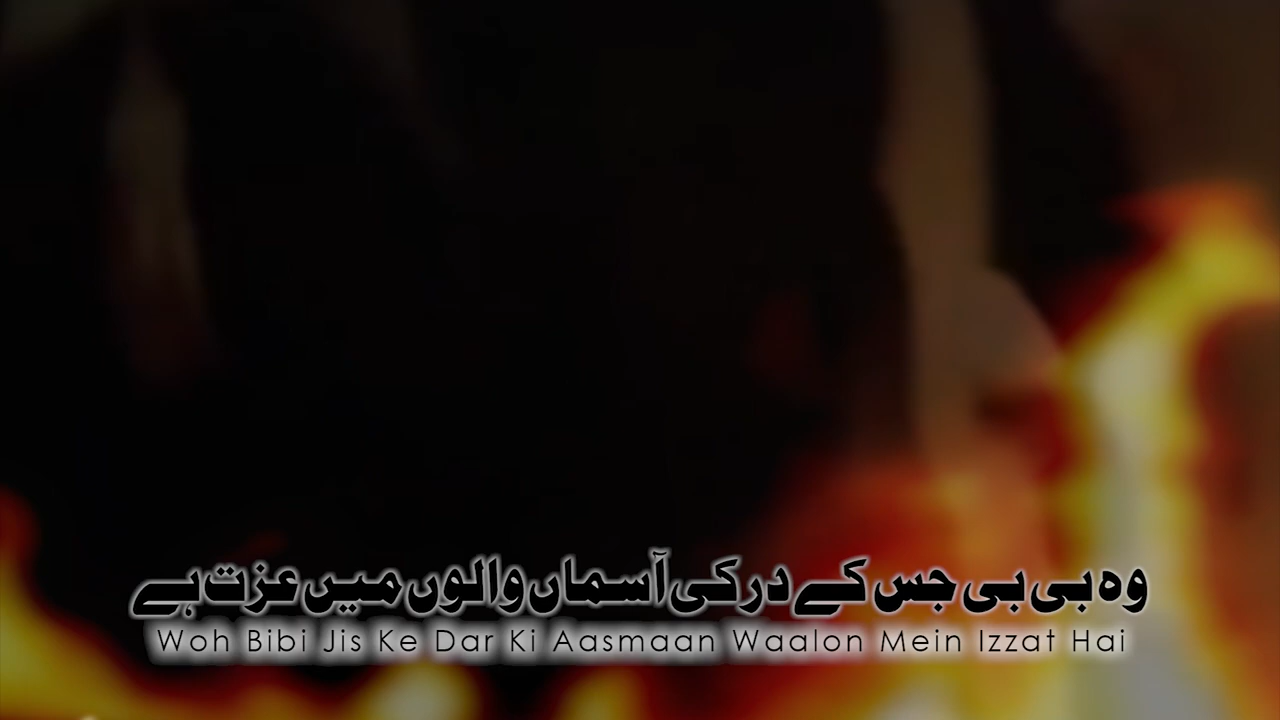 وہ بی بی جس کے در کی آسماں والوں میں عزت ہے
Woh Bibi Jis Ke Dar Ki Aasmaan Waalon Mein Izzat Hai